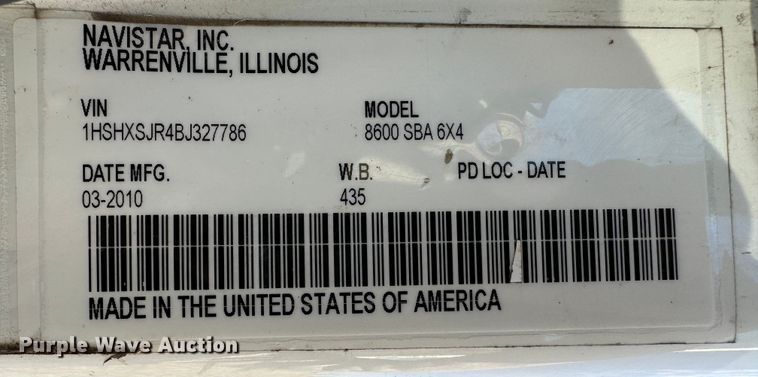 NAVISTAR, INC.
WARRENVILLE, ILLINOIS
VIN MODEL
1HSHXSJR4BJ327786 8600 SBA 6X4
DATE MFG. W.B. PD LOC - DATE
03-2010 435
MADE IN THE UNITED STATES OF AMERICA
Purple Wave Auction